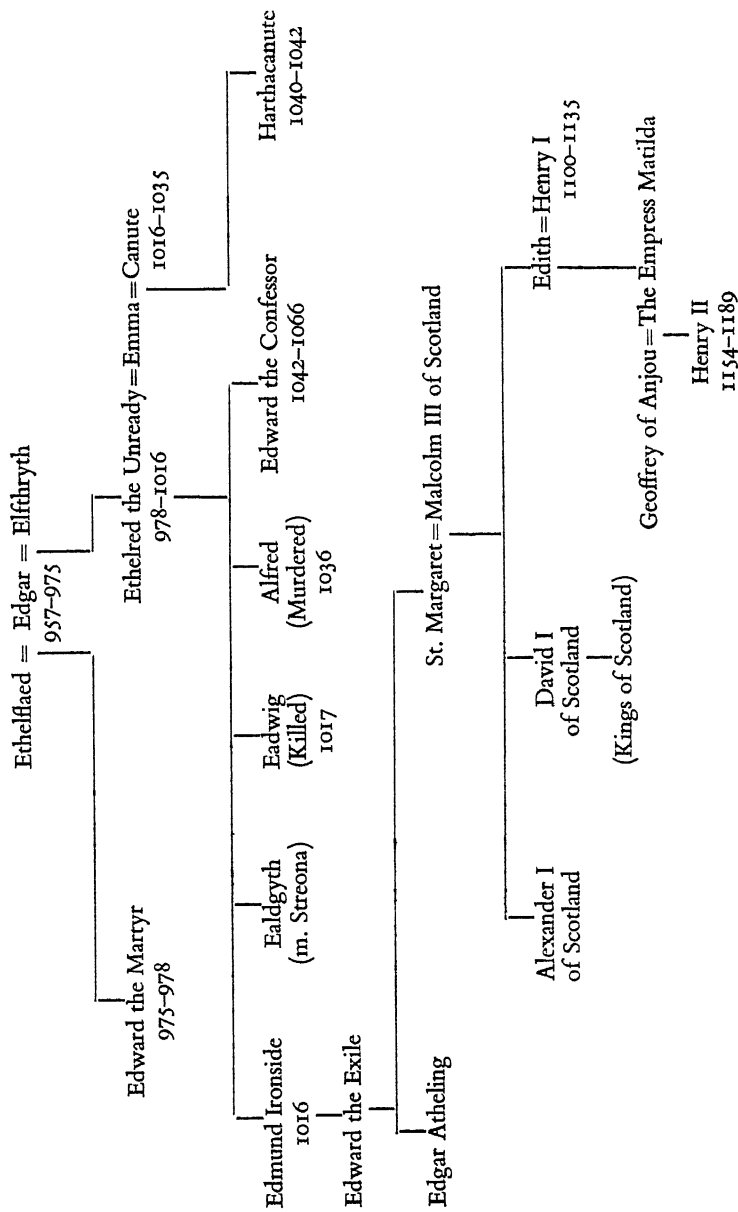 Ethelflaed = Edgar = Elfthryth
957–975
Edward the Martyr
975–978
Ethelred the Unready=Emma=Canute
978–1016
1016–1035
Edmund Ironside
1016
Ealdgyth
(m. Streona)
Eadwig
(Killed)
1017
Alfred
(Murdered)
1036
Edward the Confessor
1042–1066
Harthacanute
1040–1042
Edward the Exile
Edgar Atheling
St. Margaret=Malcolm III of Scotland
Alexander I
of Scotland
David I
of Scotland
(Kings of Scotland)
Edith=Henry I
1100–1135
Geoffrey of Anjou=The Empress Matilda
Henry II
1154–1189